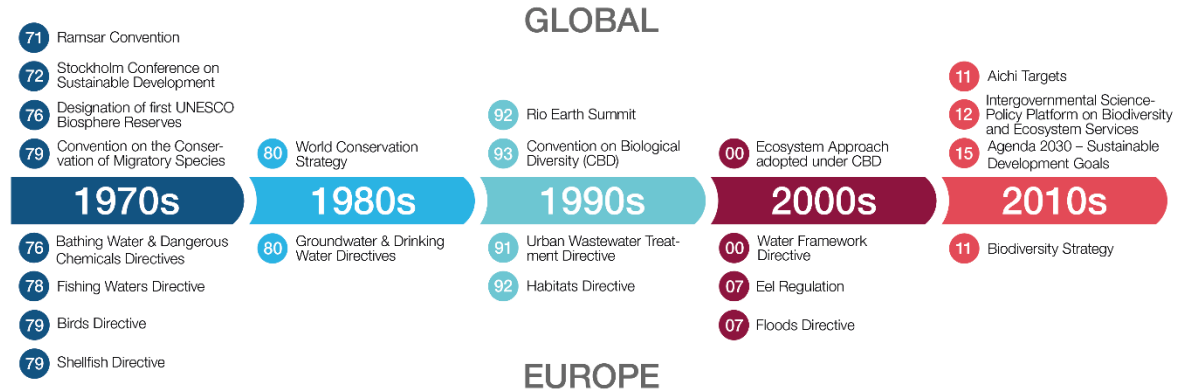 GLOBAL
71 Ramsar Convention
72 Stockholm Conference on
Sustainable Development
76 Designation of first UNESCO
Biosphere Reserves
79 Convention on the Conser-
vation of Migratory Species
80 World Conservation
Strategy
92 Rio Earth Summit
93 Convention on Biological
Diversity (CBD)
00 Ecosystem Approach
adopted under CBD
11 Aichi Targets
12 Intergovernmental Science-
Policy Platform on Biodiversity
and Ecosystem Services
15 Agenda 2030 – Sustainable
Development Goals
1970s
1980s
1990s
2000s
2010s
76 Bathing Water & Dangerous
Chemicals Directives
78 Fishing Waters Directive
79 Birds Directive
79 Shellfish Directive
80 Groundwater & Drinking
Water Directives
91 Urban Wastewater Treat-
ment Directive
92 Habitats Directive
00 Water Framework
Directive
07 Eel Regulation
07 Floods Directive
11 Biodiversity Strategy
EUROPE